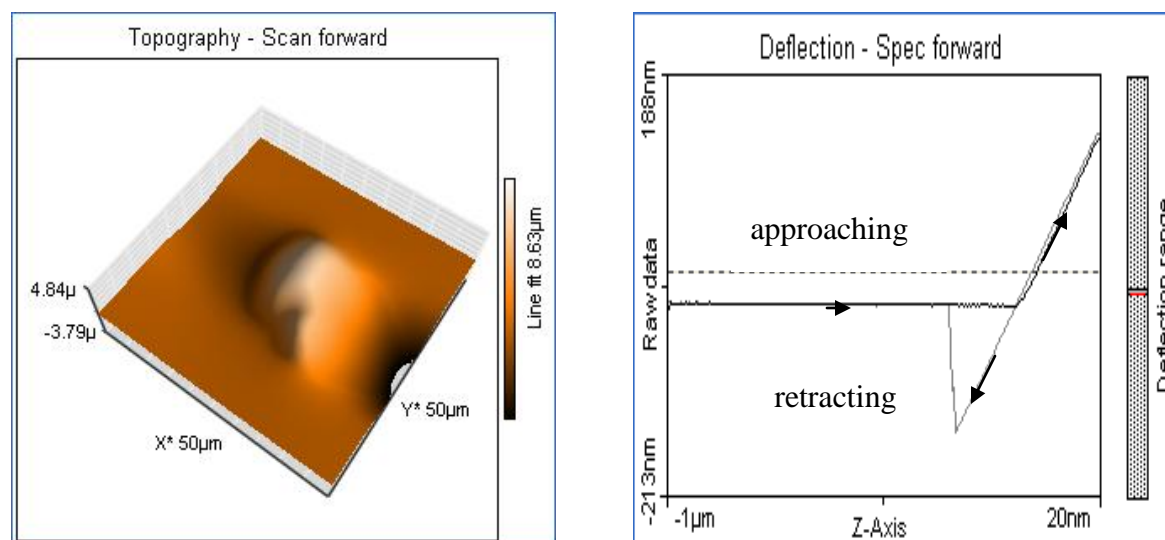 Topography - Scan forward
4.84µ
-3.79µ
X* 50µm
Y* 50µm
Line fit 8.63µm
Deflection - Spec forward
188nm
Raw data
-213nm
approaching
retracting
-1µm
Z-Axis
20nm
Deflection range